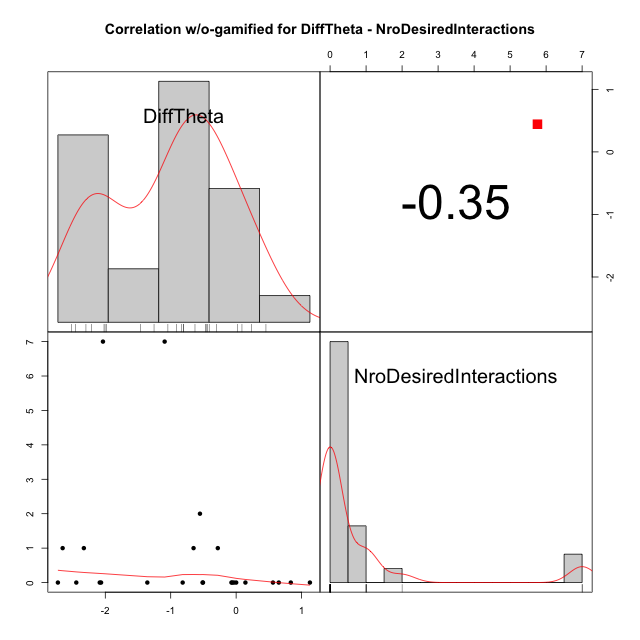 Correlation w/o-gamified for DiffTheta - NroDesiredInteractions
0 1 2 3 4 5 6 7
DiffTheta
-0.35
1
0
-1
-2
7
6
5
4
3
2
1
0
NroDesiredInteractions
-2 -1 0 1